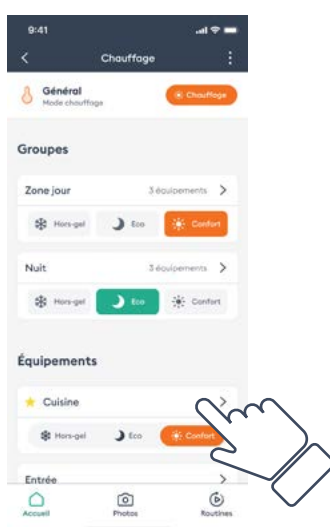 9:41
Chauffage
Général
Mode chauffage
Chauffage
Groupes
Zone jour 3 équipements
Hors-gel Eco Confort
Nuit 3 équipements
Hors-gel Eco Confort
Équipements
Cuisine
Hors-gel Eco Confort
Entrée
Accueil Photos Routines